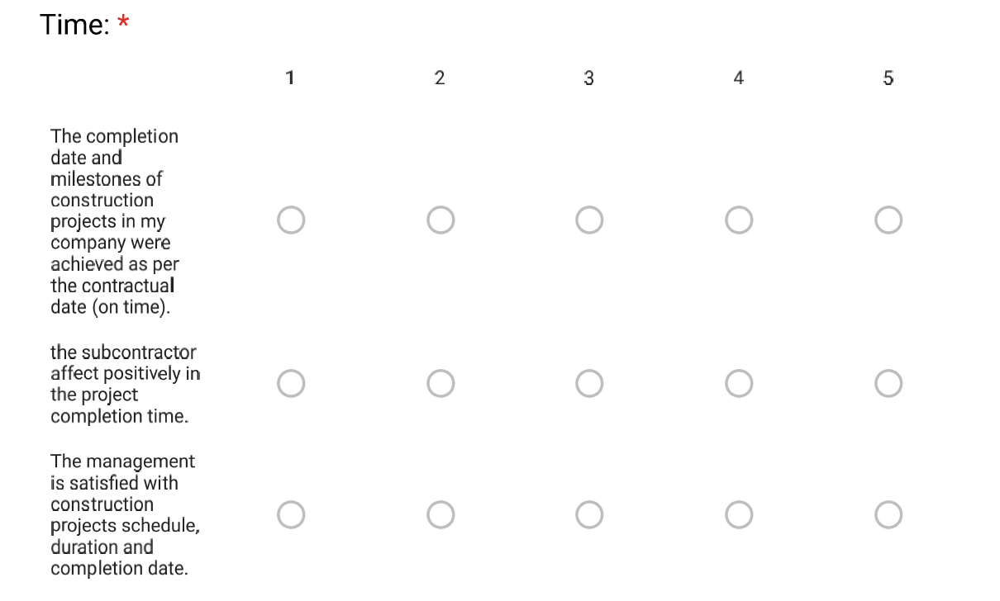 Time: *
1 2 3 4 5
The completion
date and
milestones of
construction
projects in my
company were
achieved as per
the contractual
date (on time).
the subcontractor
affect positively in
the project
completion time.
The management
is satisfied with
construction
projects schedule,
duration and
completion date.